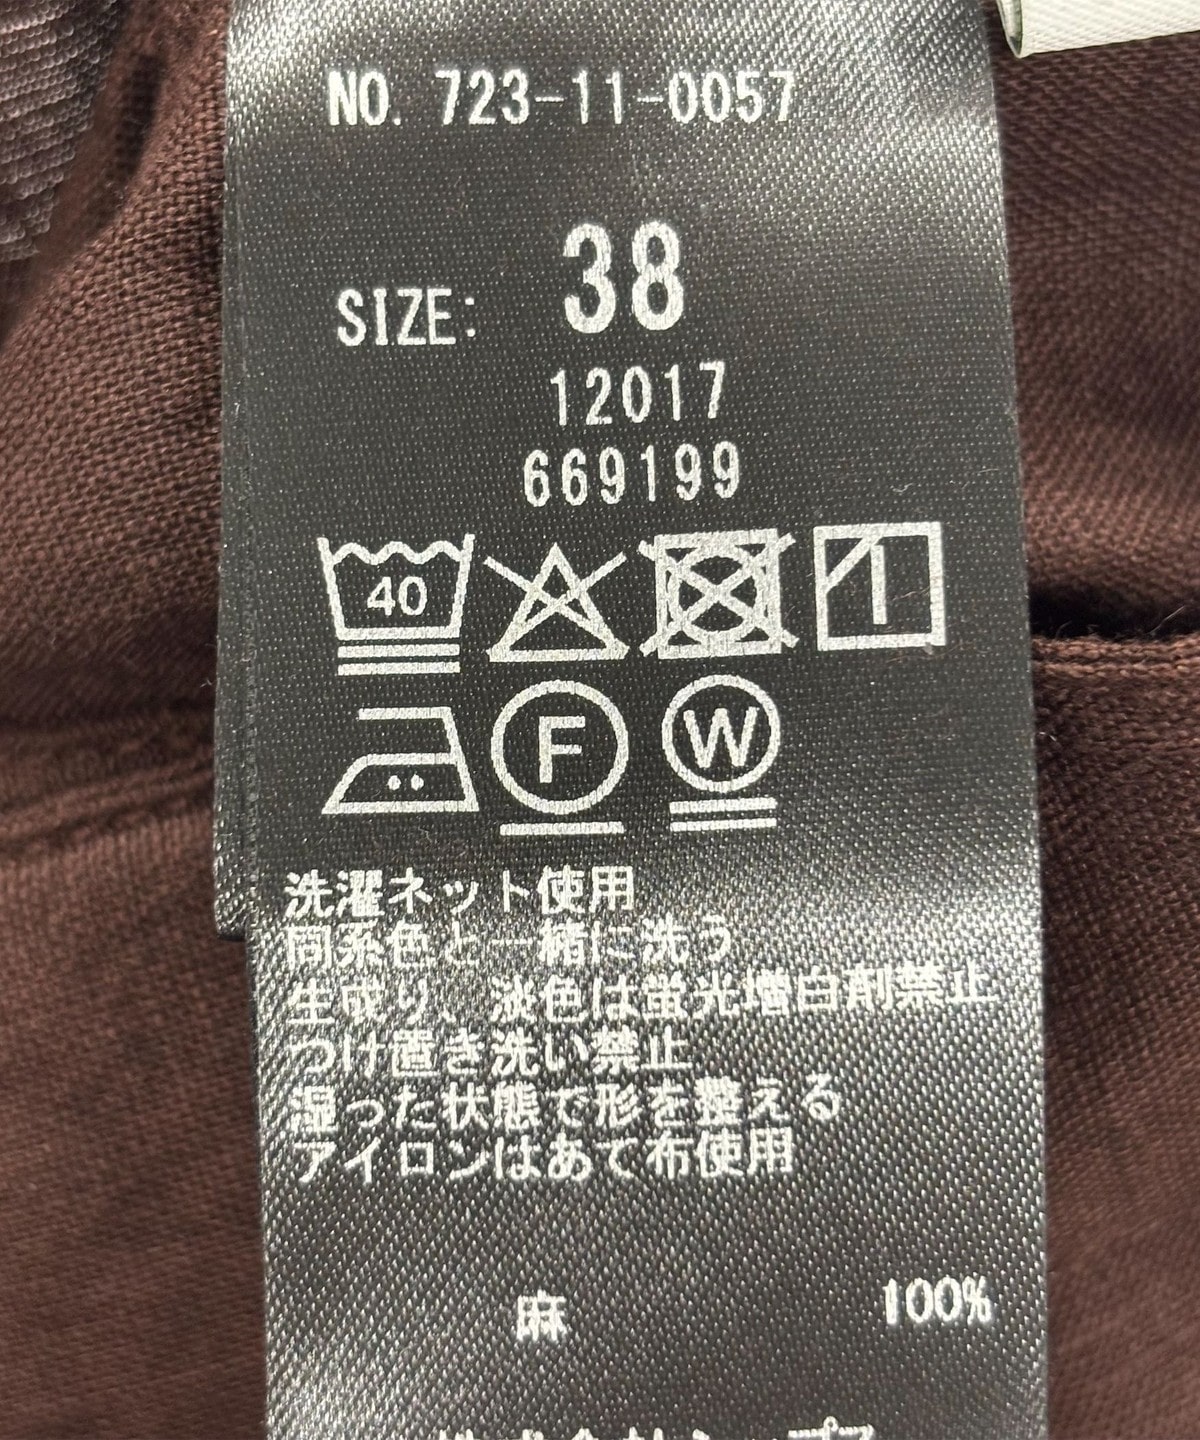 NO. 723-11-0057
SIZE: 38
12017
669199
40
F
W
洗濯ネット使用
同系色と一緒に洗う
生成り、淡色は蛍光増白剤禁止
つけ置き洗い禁止
湿った状態で形を整える
アイロンはあて布使用
麻 100%